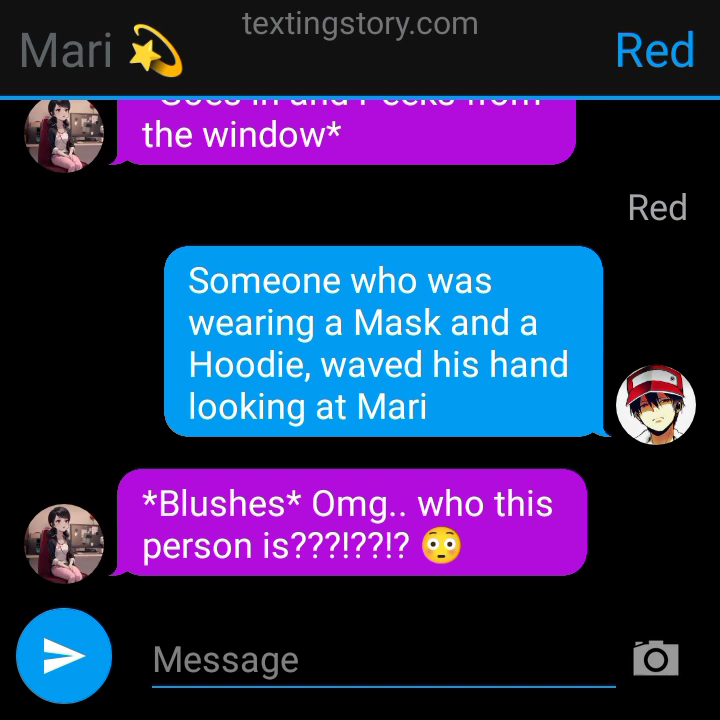 textingstory.com
Mari 💫
Red
the window*
Red
Someone who was
wearing a Mask and a
Hoodie, waved his hand
looking at Mari
*Blushes* Omg.. who this
person is???!??!? 😳
Message